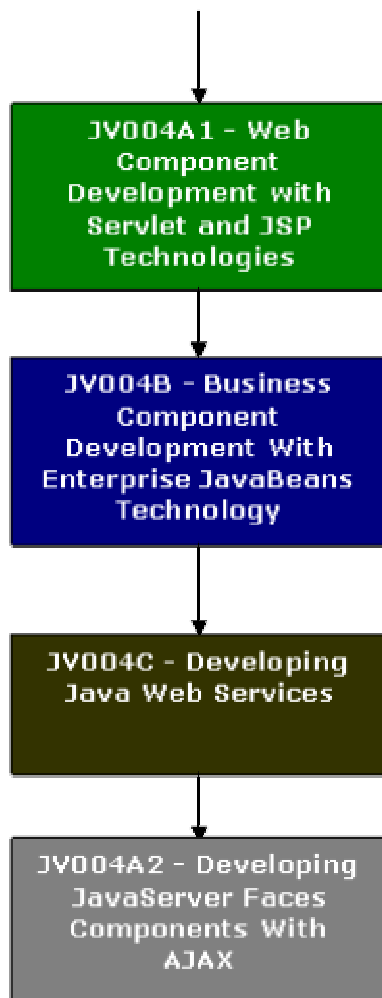 JV004A1 - Web
Component
Development with
Servlet and JSP
Technologies
JV004B - Business
Component
Development With
Enterprise JavaBeans
Technology
JV004C - Developing
Java Web Services
JV004A2 - Developing
JavaServer Faces
Components With
AJAX